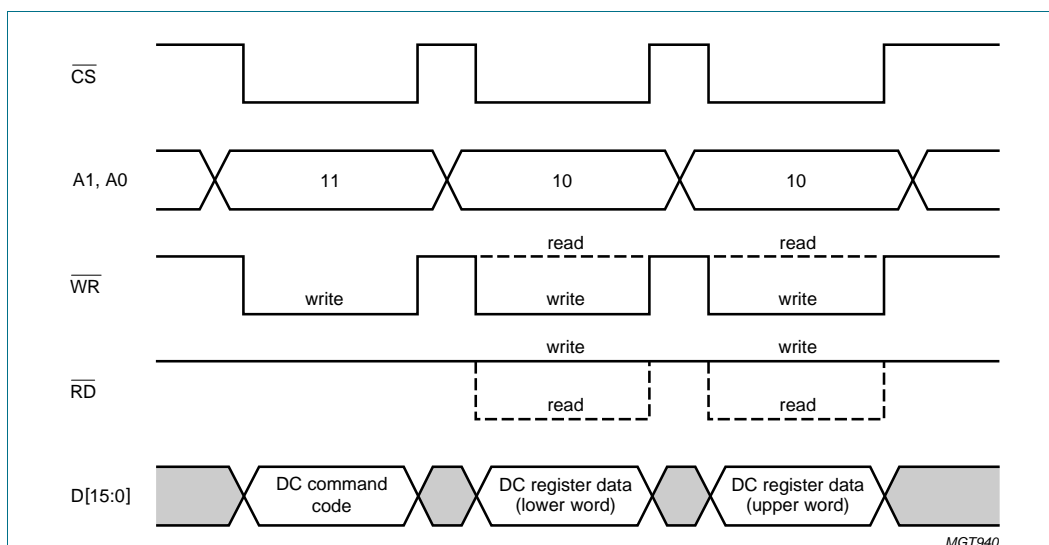 CS
A1, A0
11
10
10
read
read
WR
write
write
write
write
write
RD
read
read
D[15:0]
DC command
code
DC register data
(lower word)
DC register data
(upper word)
MGT940